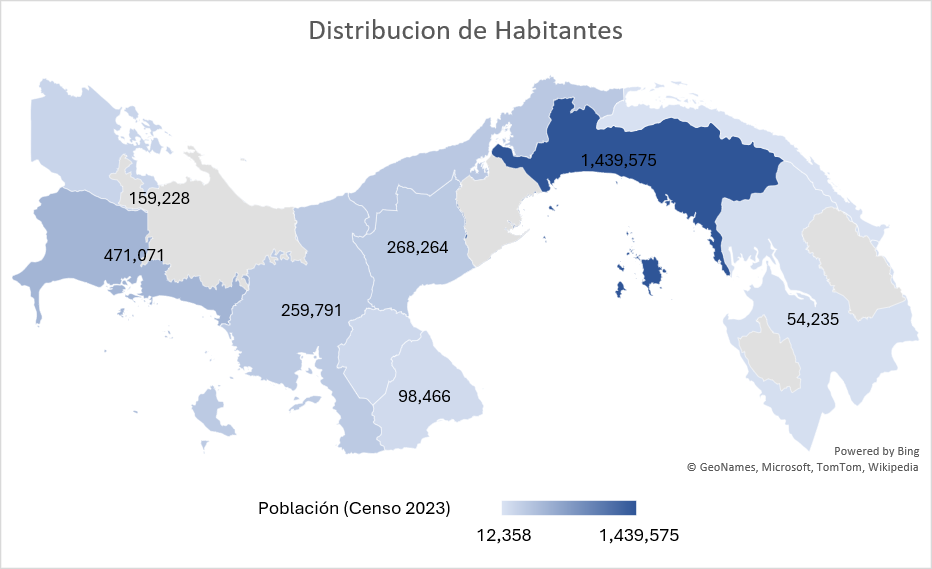 Distribucion de Habitantes
1,439,575
159,228
268,264
471,071
259,791
54,235
98,466
Powered by Bing
© GeoNames, Microsoft, TomTom, Wikipedia
Población (Censo 2023)
12,358
1,439,575